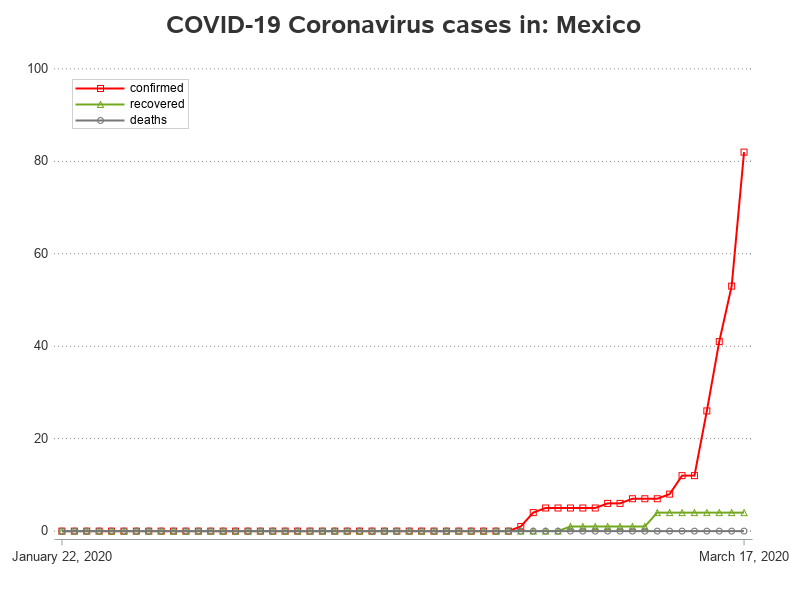 COVID-19 Coronavirus cases in: Mexico
100
confirmed
recovered
deaths
80
60
40
20
0
January 22, 2020
March 17, 2020